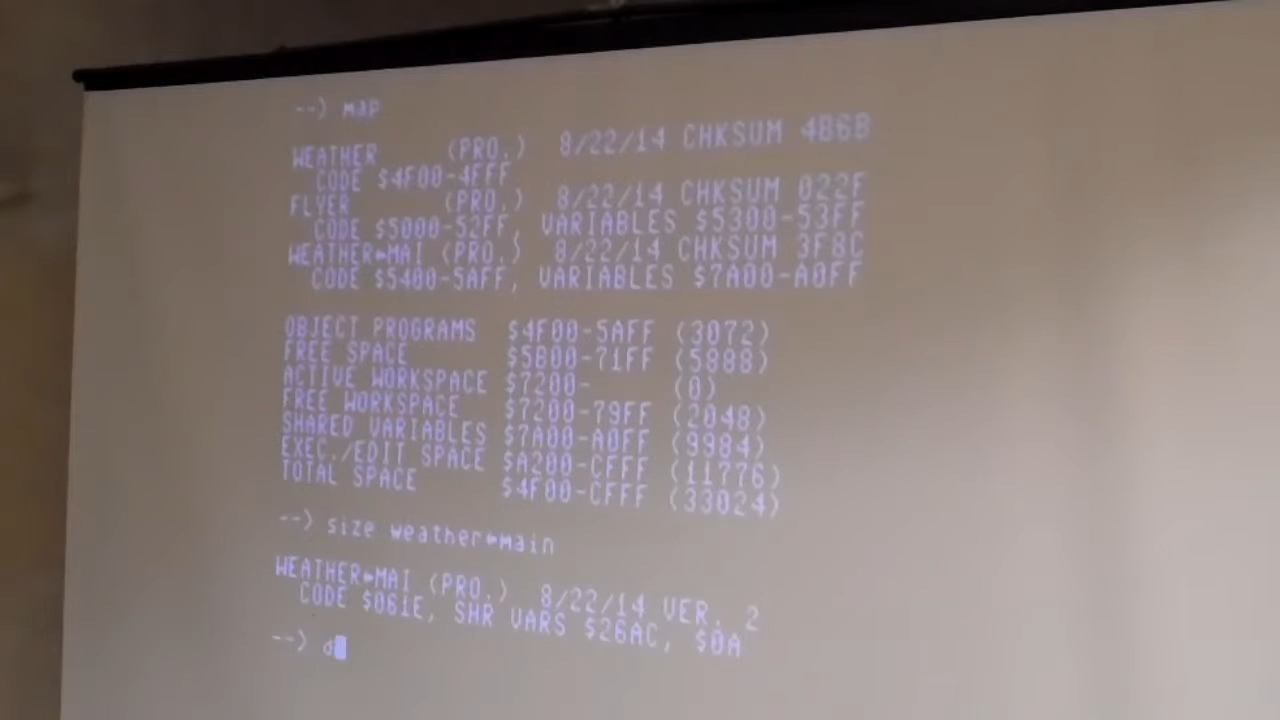 --> map
WEATHER (PRO.) 8/22/14 CHKSUM 4B6B
CODE $4F00-4FFF
FLYER (PRO.) 8/22/14 CHKSUM 022F
CODE $5000-52FF, VARIABLES $5300-53FF
WEATHER►MAI (PRO.) 8/22/14 CHKSUM 3F8C
CODE $5400-5AFF, VARIABLES $7A00-A0FF
OBJECT PROGRAMS $4F00-5AFF (3072)
FREE SPACE $5B00-71FF (5888)
ACTIVE WORKSPACE $7200- (0)
FREE WORKSPACE $7200-79FF (2048)
SHARED VARIABLES $7A00-A0FF (9984)
EXEC./EDIT SPACE $A200-CFFF (11776)
TOTAL SPACE $4F00-CFFF (33024)
--> size weather►main
WEATHER►MAI (PRO.) 8/22/14 VER. 2
CODE $061E, SHR VARS $26AC, $0A
--> d